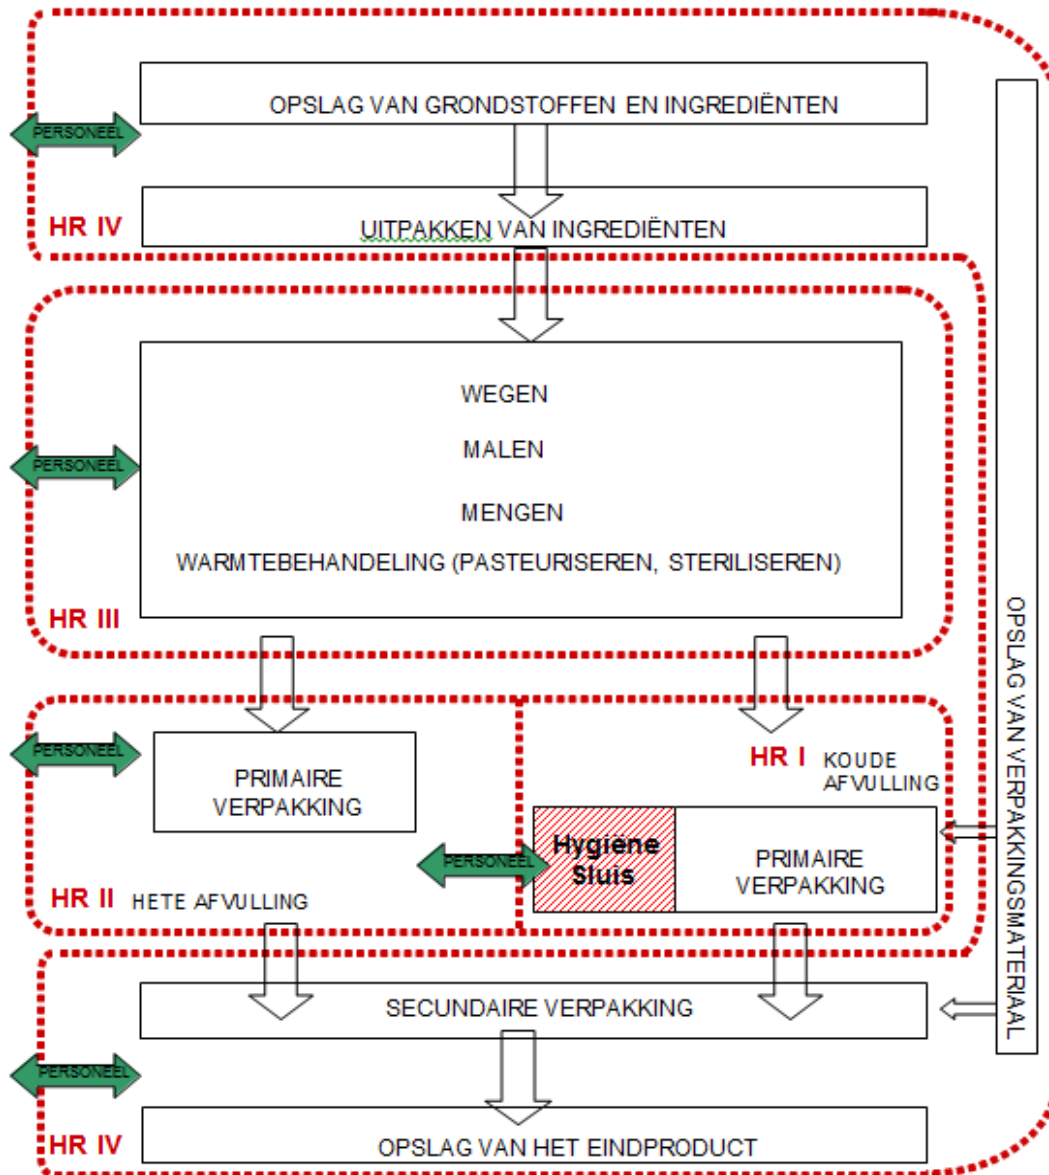 OPSLAG VAN GRONDSTOFFEN EN INGREDIËNTEN
PERSONEEL
HR IV
UITPAKKEN VAN INGREDIËNTEN
WEGEN
MALEN
PERSONEEL
MENGEN
WARMTEBEHANDELING (PASTEURISEREN, STERILISEREN)
HR III
OPSLAG VAN VERPAKKINGSMATERIAAL
PERSONEEL
PRIMAIRE
VERPAKKING
HR I KOUDE
AFVULLING
PERSONEEL
Hygiëne
Sluis
PRIMAIRE
VERPAKKING
HR II HETE AFVULLING
SECUNDAIRE VERPAKKING
PERSONEEL
HR IV
OPSLAG VAN HET EINDPRODUCT